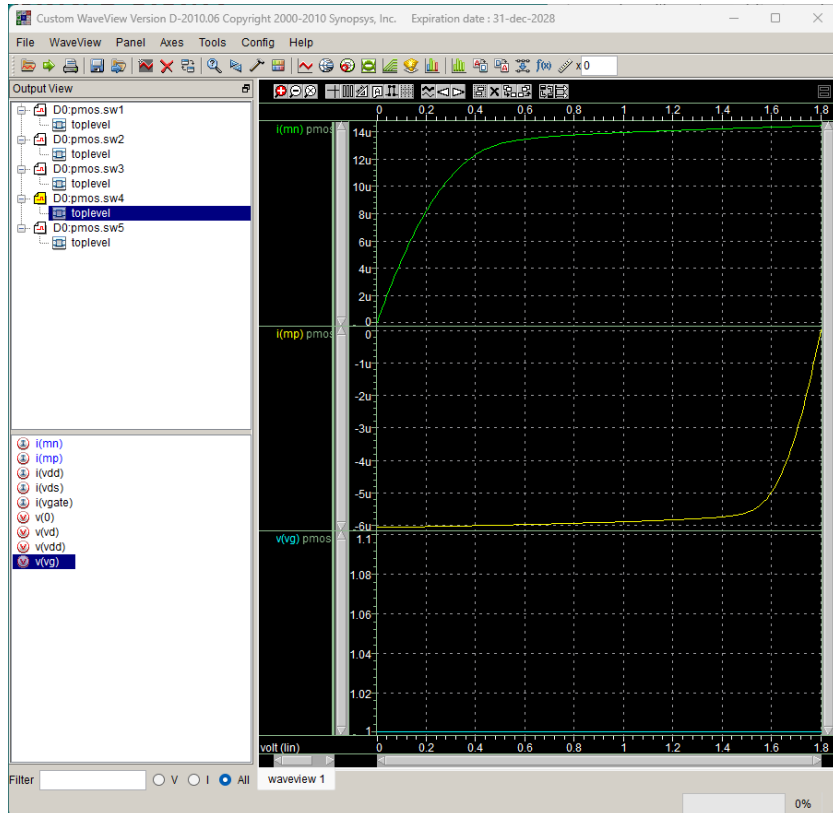 Custom WaveView Version D-2010.06 Copyright 2000-2010 Synopsys, Inc. Expiration date : 31-dec-2028
File WaveView Panel Axes Tools Config Help
f(x) x 0
Output View
D0:pmos.sw1
toplevel
D0:pmos.sw2
toplevel
D0:pmos.sw3
toplevel
D0:pmos.sw4
toplevel
D0:pmos.sw5
toplevel
i(mn)
i(mp)
i(vdd)
i(vds)
i(vgate)
v(0)
v(vd)
v(vdd)
v(vg)
0 0.2 0.4 0.6 0.8 1 1.2 1.4 1.6 1.8
i(mn) pmos
14u
12u
10u
8u
6u
4u
2u
0
i(mp) pmos
0
-1u
-2u
-3u
-4u
-5u
-6u
v(vg) pmos
1.1
1.08
1.06
1.04
1.02
1
volt (lin)
0 0.2 0.4 0.6 0.8 1 1.2 1.4 1.6 1.8
Filter V I All
waveview 1
0%